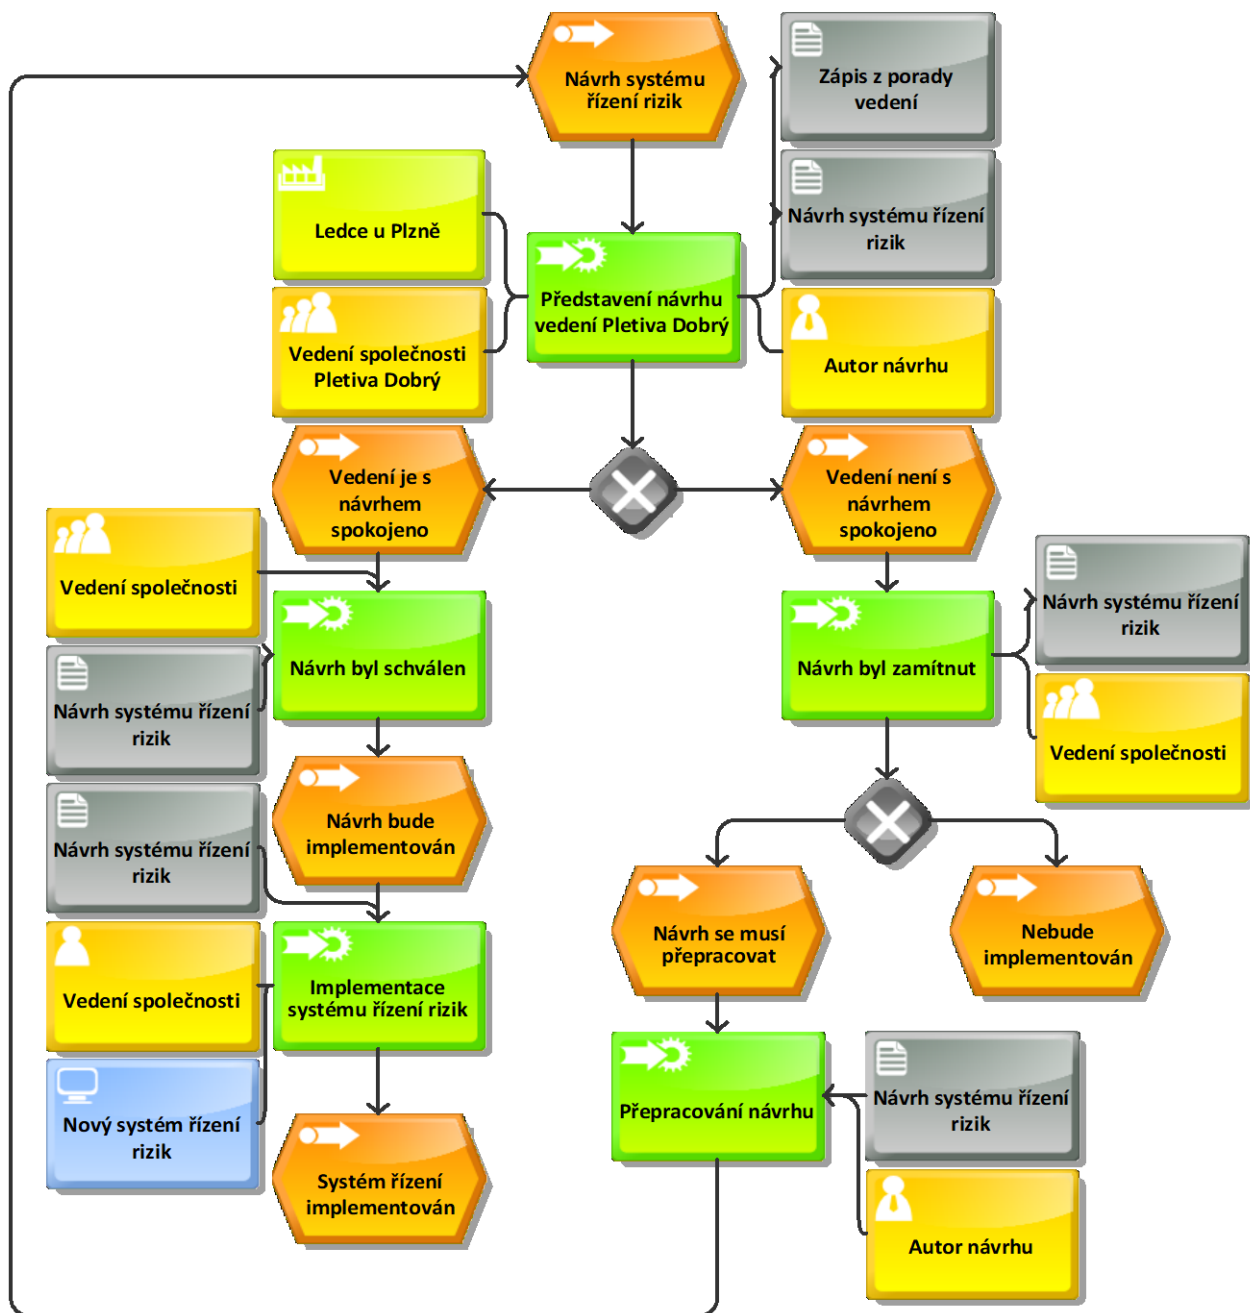 Návrh systému
řízení rizik
Zápis z porady
vedení
Návrh systému řízení
rizik
Ledce u Plzně
Představení návrhu
vedení Pletiva Dobrý
Vedení společnosti
Pletiva Dobrý
Autor návrhu
Vedení je s
návrhem
spokojeno
Vedení není s
návrhem
spokojeno
Vedení společnosti
Návrh systému řízení
rizik
Návrh byl schválen
Návrh byl zamítnut
Návrh systému řízení
rizik
Vedení společnosti
Návrh bude
implementován
Návrh systému řízení
rizik
Návrh se musí
přepracovat
Nebude
implementován
Vedení společnosti
Implementace
systému řízení rizik
Nový systém řízení
rizik
Přepracování návrhu
Návrh systému řízení
rizik
Systém řízení
implementován
Autor návrhu